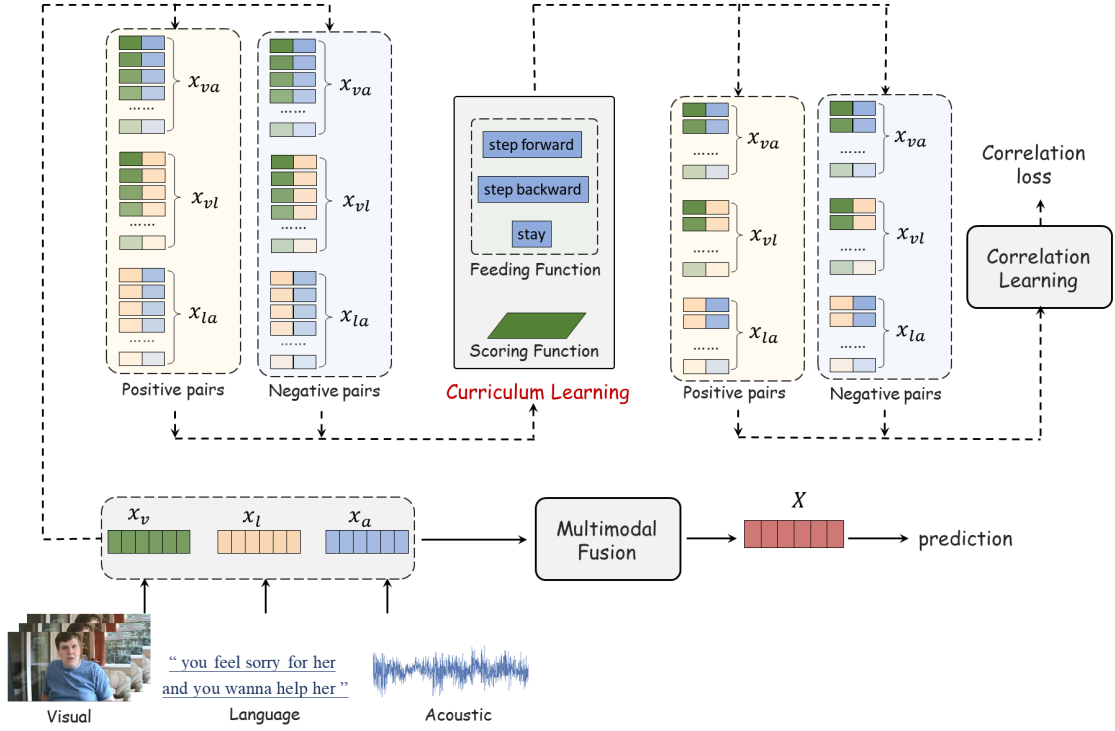 x_va
x_vl
x_la
……
……
……
Positive pairs
x_va
x_vl
x_la
……
……
……
Negative pairs
step forward
step backward
stay
Feeding Function
Scoring Function
Curriculum Learning
x_va
x_vl
x_la
……
……
……
Positive pairs
x_va
x_vl
x_la
……
……
……
Negative pairs
Correlation
loss
Correlation
Learning
x_v
x_l
x_a
Multimodal
Fusion
X
prediction
“ you feel sorry for her
and you wanna help her ”
Visual
Language
Acoustic